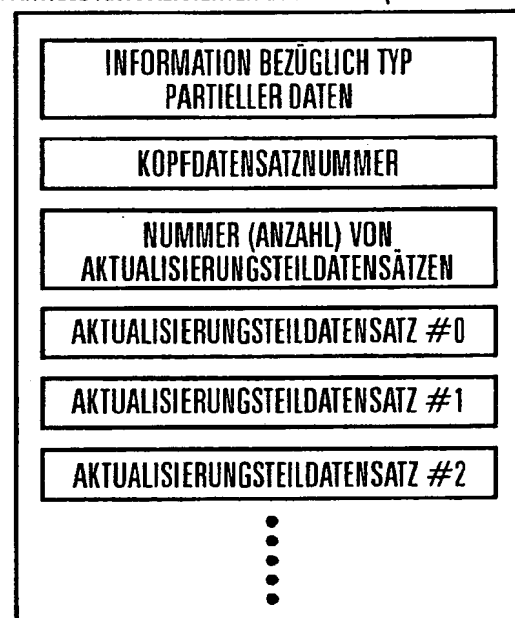 INFORMATION BEZÜGLICH TYP
PARTIELLER DATEN
KOPFDATENSATZNUMMER
NUMMER (ANZAHL) VON
AKTUALISIERUNGSTEILDATENSÄTZEN
AKTUALISIERUNGSTEILDATENSATZ #0
AKTUALISIERUNGSTEILDATENSATZ #1
AKTUALISIERUNGSTEILDATENSATZ #2